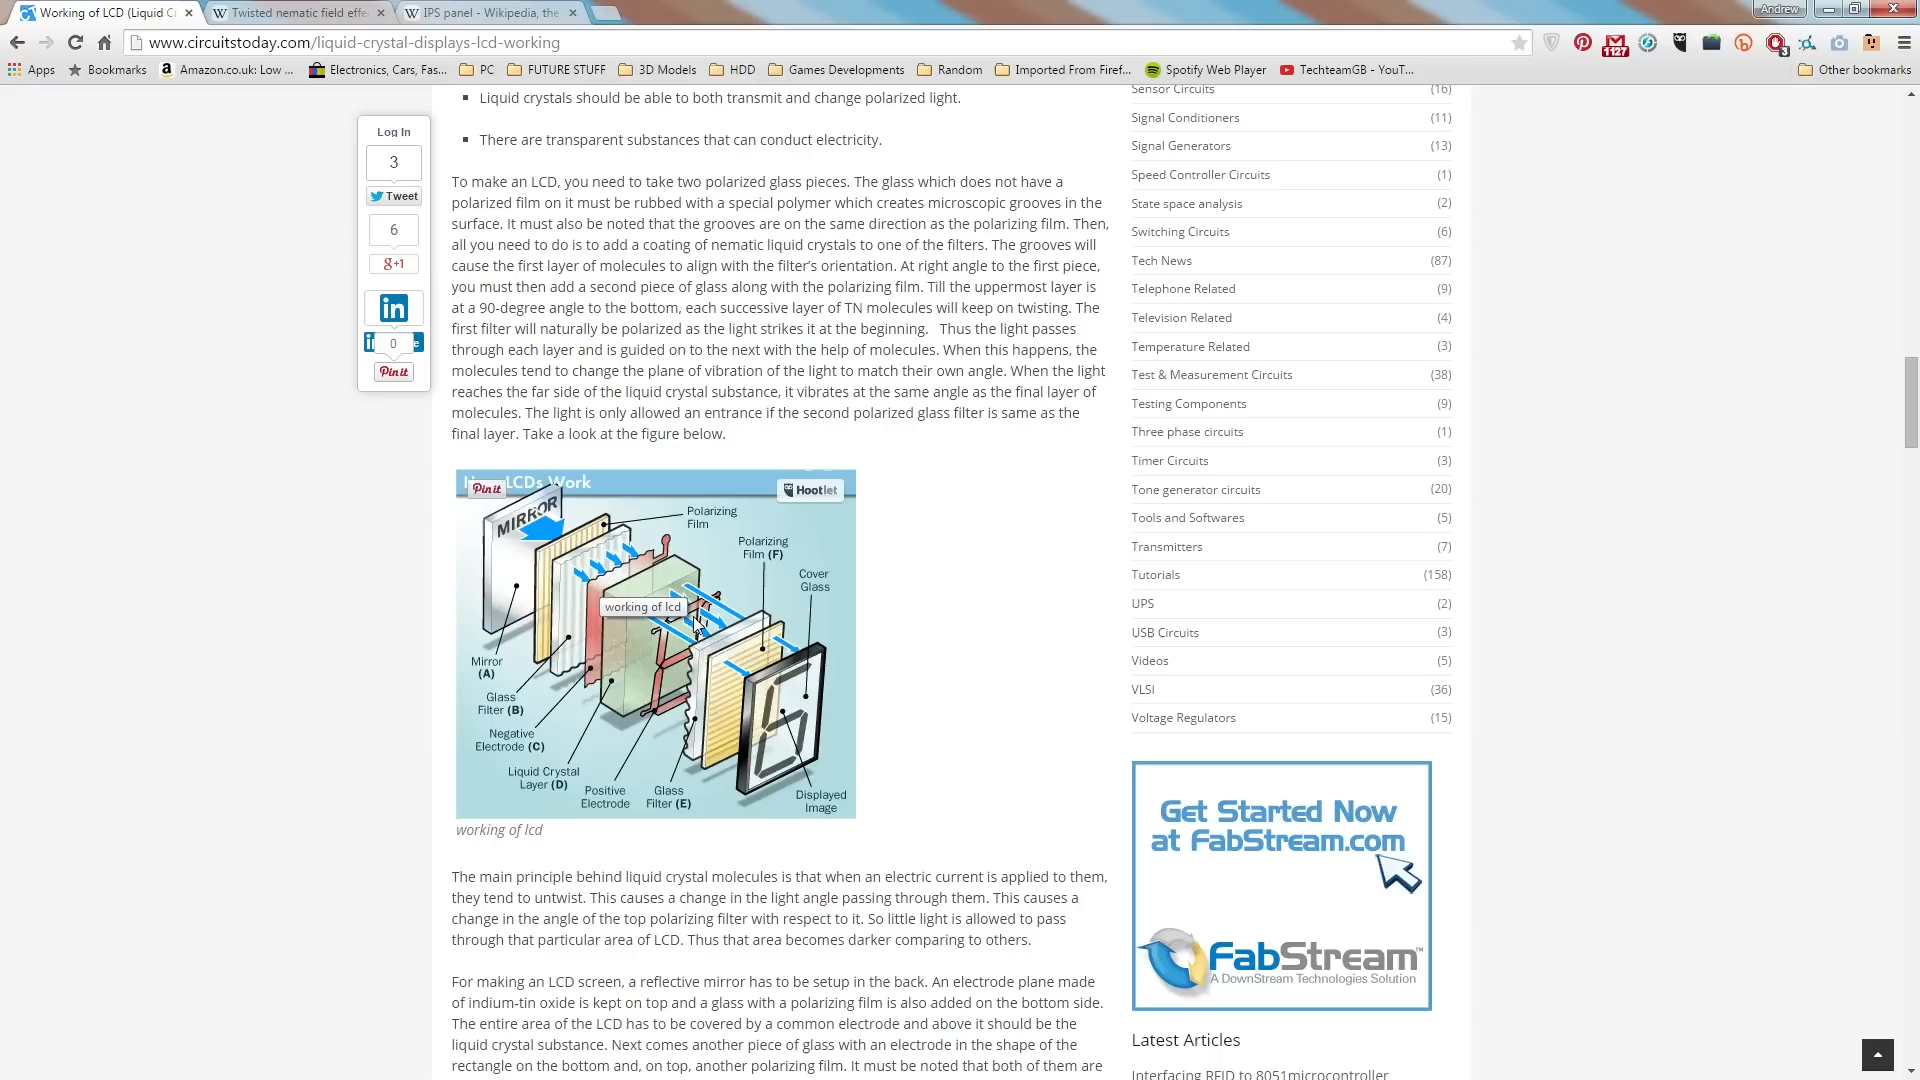 Working of LCD (Liquid Cr
Twisted nematic field effe
IPS panel - Wikipedia, the
Andrew
www.circuitstoday.com/liquid-crystal-displays-lcd-working
1127
3
Apps
Bookmarks
Amazon.co.uk: Low ...
Electronics, Cars, Fas...
PC
FUTURE STUFF
3D Models
HDD
Games Developments
Random
Imported From Firef...
Spotify Web Player
TechteamGB - YouT...
Other bookmarks
Log In
3
Tweet
6
g+1
in
0
Pin it
Liquid crystals should be able to both transmit and change polarized light.
There are transparent substances that can conduct electricity.
To make an LCD, you need to take two polarized glass pieces. The glass which does not have a
polarized film on it must be rubbed with a special polymer which creates microscopic grooves in the
surface. It must also be noted that the grooves are on the same direction as the polarizing film. Then,
all you need to do is to add a coating of nematic liquid crystals to one of the filters. The grooves will
cause the first layer of molecules to align with the filter's orientation. At right angle to the first piece,
you must then add a second piece of glass along with the polarizing film. Till the uppermost layer is
at a 90-degree angle to the bottom, each successive layer of TN molecules will keep on twisting. The
first filter will naturally be polarized as the light strikes it at the beginning.   Thus the light passes
through each layer and is guided on to the next with the help of molecules. When this happens, the
molecules tend to change the plane of vibration of the light to match their own angle. When the light
reaches the far side of the liquid crystal substance, it vibrates at the same angle as the final layer of
molecules. The light is only allowed an entrance if the second polarized glass filter is same as the
final layer. Take a look at the figure below.
LCDs Work
Pin it
Hootlet
MIRROR
Polarizing
Film
Polarizing
Film (F)
Cover
Glass
working of lcd
Mirror
(A)
Glass
Filter (B)
Negative
Electrode (C)
Liquid Crystal
Layer (D)
Positive
Electrode
Glass
Filter (E)
Displayed
Image
working of lcd
The main principle behind liquid crystal molecules is that when an electric current is applied to them,
they tend to untwist. This causes a change in the light angle passing through them. This causes a
change in the angle of the top polarizing filter with respect to it. So little light is allowed to pass
through that particular area of LCD. Thus that area becomes darker comparing to others.
For making an LCD screen, a reflective mirror has to be setup in the back. An electrode plane made
of indium-tin oxide is kept on top and a glass with a polarizing film is also added on the bottom side.
The entire area of the LCD has to be covered by a common electrode and above it should be the
liquid crystal substance. Next comes another piece of glass with an electrode in the shape of the
rectangle on the bottom and, on top, another polarizing film. It must be noted that both of them are
Sensor Circuits (16)
Signal Conditioners (11)
Signal Generators (13)
Speed Controller Circuits (1)
State space analysis (2)
Switching Circuits (6)
Tech News (87)
Telephone Related (9)
Television Related (4)
Temperature Related (3)
Test & Measurement Circuits (38)
Testing Components (9)
Three phase circuits (1)
Timer Circuits (3)
Tone generator circuits (20)
Tools and Softwares (5)
Transmitters (7)
Tutorials (158)
UPS (2)
USB Circuits (3)
Videos (5)
VLSI (36)
Voltage Regulators (15)
Get Started Now
at FabStream.com
FabStream™
A DownStream Technologies Solution
Latest Articles
Interfacing RFID to 8051microcontroller